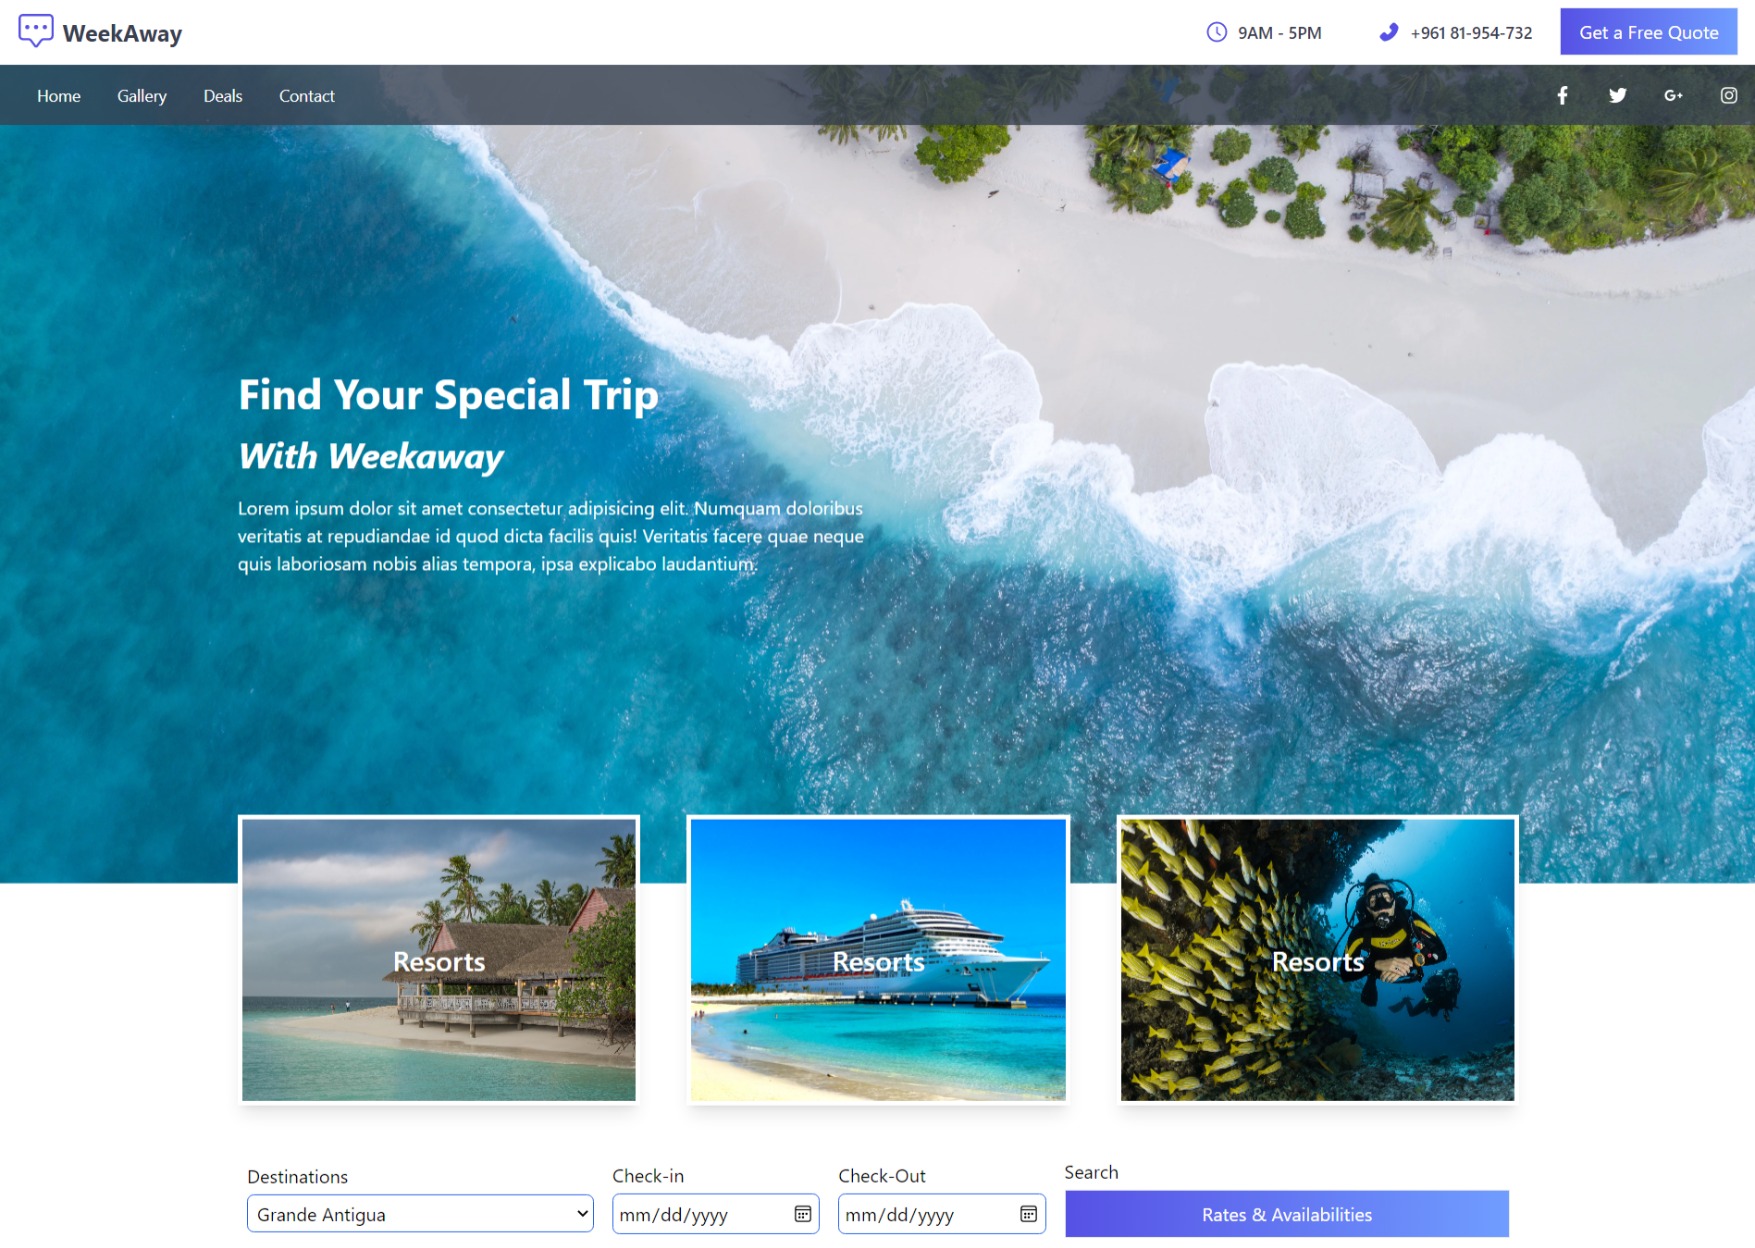 WeekAway
9AM - 5PM
+961 81-954-732
Get a Free Quote
Home
Gallery
Deals
Contact
G+
Find Your Special Trip
With Weekaway
Lorem ipsum dolor sit amet consectetur adipisicing elit. Numquam doloribus
veritatis at repudiandae id quod dicta facilis quis! Veritatis facere quae neque
quis laboriosam nobis alias tempora, ipsa explicabo laudantium.
Resorts
Resorts
Resorts
Destinations
Grande Antigua
Check-in
mm/dd/yyyy
Check-Out
mm/dd/yyyy
Search
Rates & Availabilities